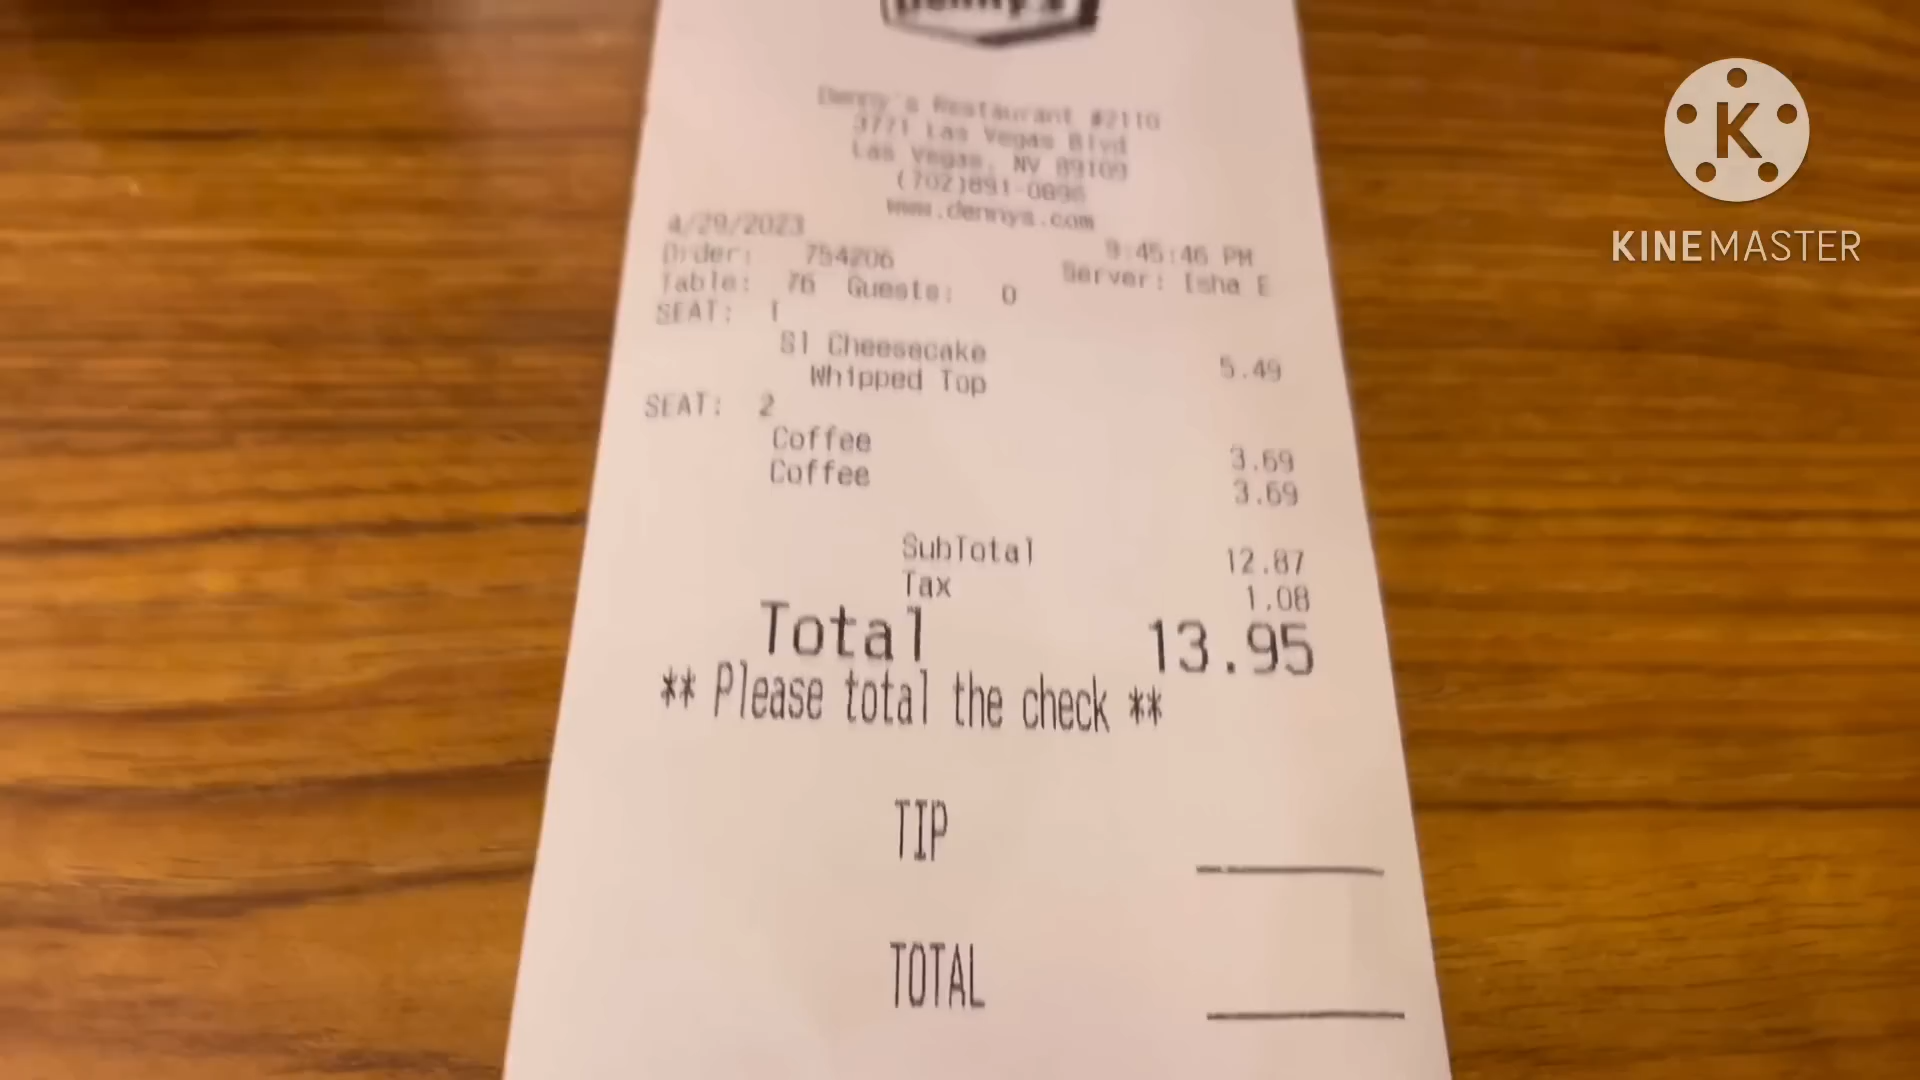 Denny's
Denny's Restaurant #2110
3771 Las Vegas Blvd
Las Vegas, NV 89109
(702)891-0896
www.dennys.com
4/29/2023 9:45:46 PM
Order: 754206 Server: Isha E
Table: 76 Guests: 0
SEAT: 1
Sl Cheesecake 5.49
Whipped Top
SEAT: 2
Coffee 3.69
Coffee 3.69
SubTotal 12.87
Tax 1.08
Total 13.95
** Please total the check **
TIP
TOTAL
K
KINEMASTER